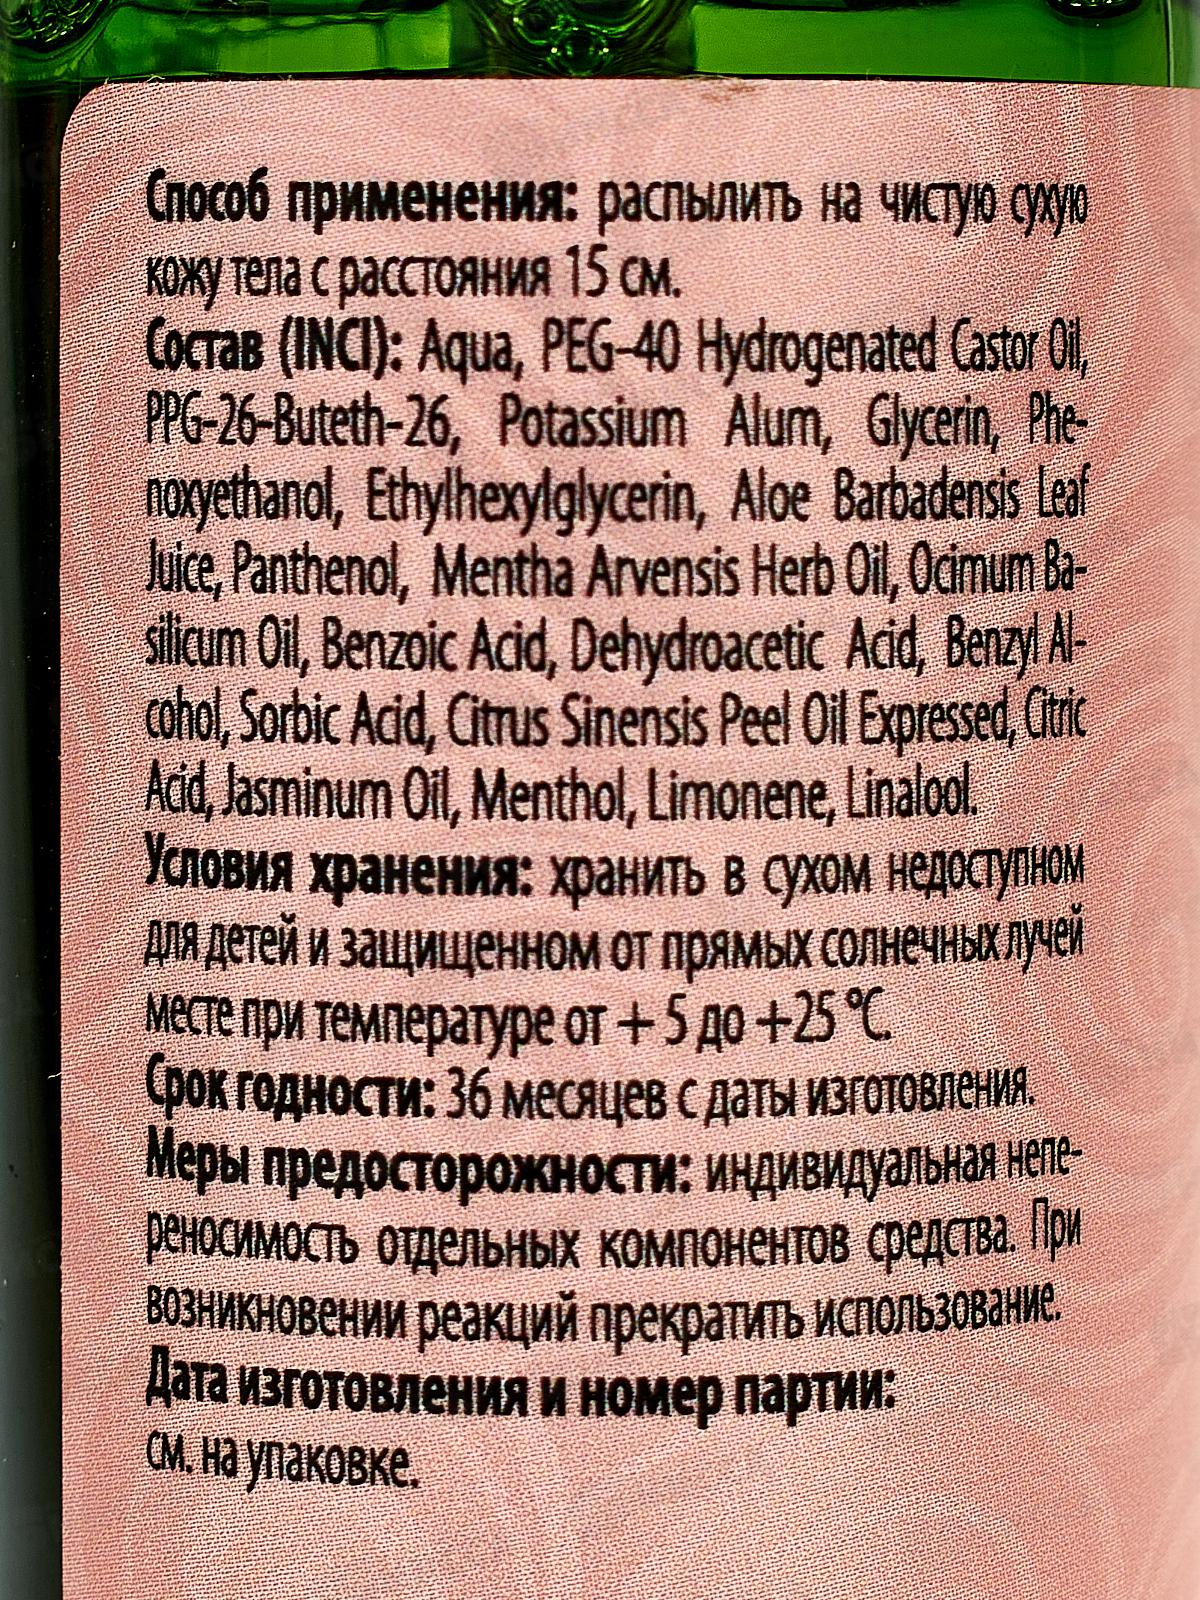 Способ применения: распылить на чистую сухую
кожу тела с расстояния 15 см.
Состав (INCI): Aqua, PEG-40 Hydrogenated Castor Oil,
PPG-26-Buteth-26, Potassium Alum, Glycerin, Phe-
noxyethanol, Ethylhexylglycerin, Aloe Barbadensis Leaf
Juice, Panthenol, Mentha Arvensis Herb Oil, Ocimum Ba-
silicum Oil, Benzoic Acid, Dehydroacetic Acid, Benzyl Al-
cohol, Sorbic Acid, Citrus Sinensis Peel Oil Expressed, Citric
Acid, Jasminum Oil, Menthol, Limonene, Linalool.
Условия хранения: хранить в сухом недоступном
для детей и защищенном от прямых солнечных лучей
месте при температуре от + 5 до +25 °С.
Срок годности: 36 месяцев с даты изготовления.
Меры предосторожности: индивидуальная непе-
реносимость отдельных компонентов средства. При
возникновении реакций прекратить использование.
Дата изготовления и номер партии:
см. на упаковке.